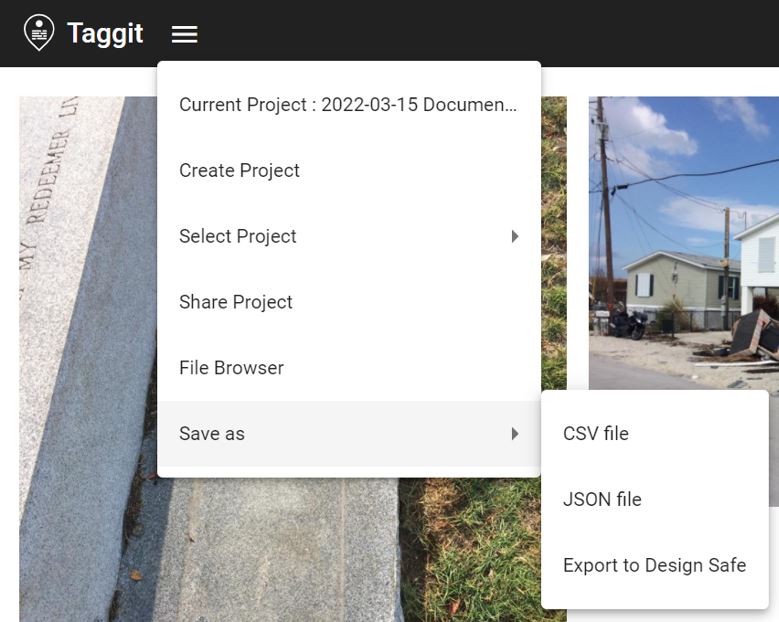 Taggit
Current Project : 2022-03-15 Documen...
Create Project
Select Project
Share Project
File Browser
Save as
CSV file
JSON file
Export to Design Safe
MY REDEEMER